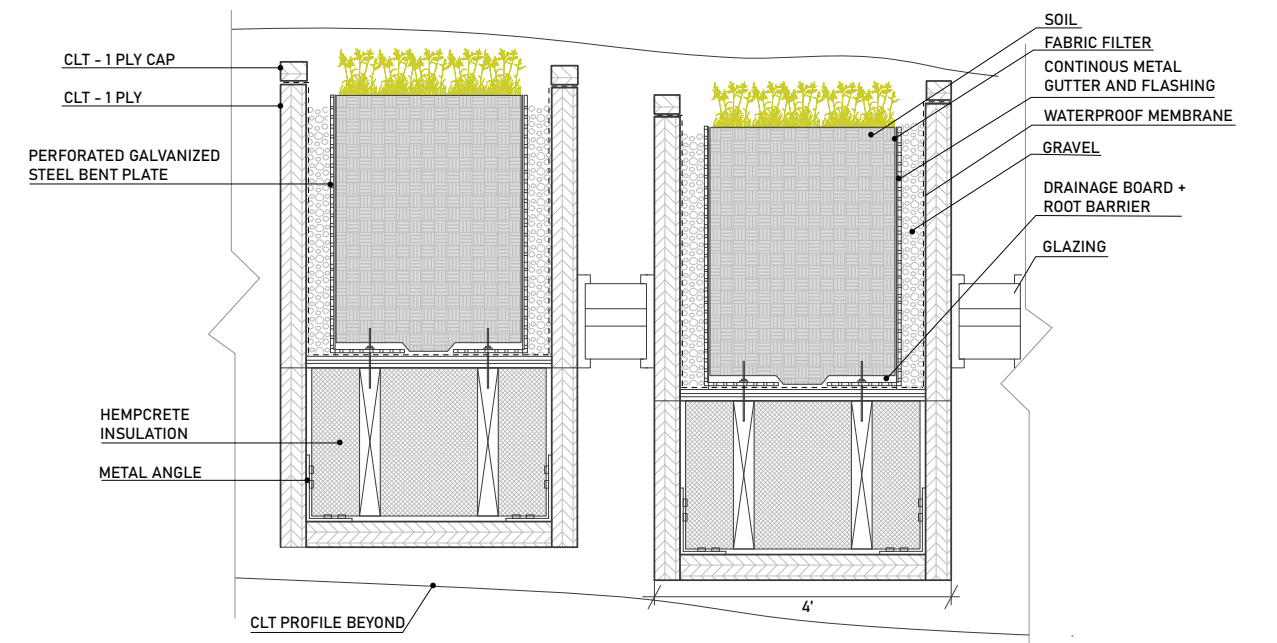 CLT - 1 PLY CAP
CLT - 1 PLY
PERFORATED GALVANIZED
STEEL BENT PLATE
HEMPCRETE
INSULATION
METAL ANGLE
CLT PROFILE BEYOND
SOIL
FABRIC FILTER
CONTINOUS METAL
GUTTER AND FLASHING
WATERPROOF MEMBRANE
GRAVEL
DRAINAGE BOARD +
ROOT BARRIER
GLAZING
4'